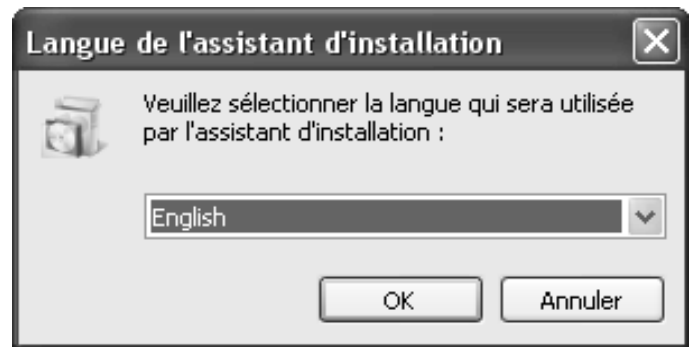 Langue de l'assistant d'installation
Veuillez sélectionner la langue qui sera utilisée
par l'assistant d'installation :
English
OK Annuler